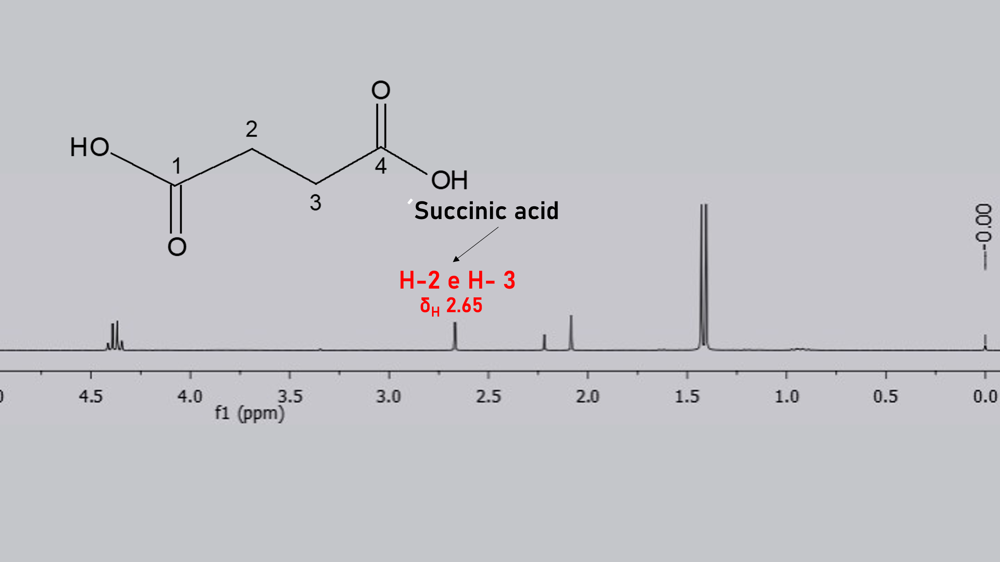 O
2
HO
1
4
OH
3
Succinic acid
O
H-2 e H- 3
δH 2.65
-0.00
4.5 4.0 3.5 3.0 2.5 2.0 1.5 1.0 0.5 0.0
f1 (ppm)